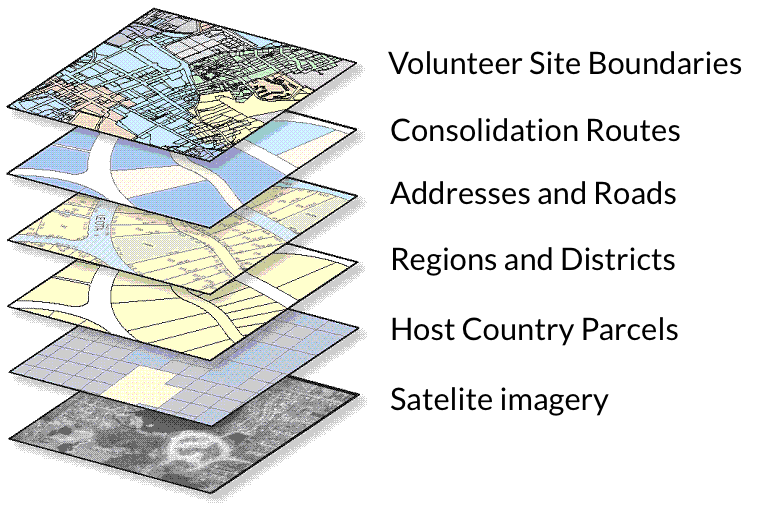 Volunteer Site Boundaries
Consolidation Routes
Addresses and Roads
Regions and Districts
Host Country Parcels
Satelite imagery